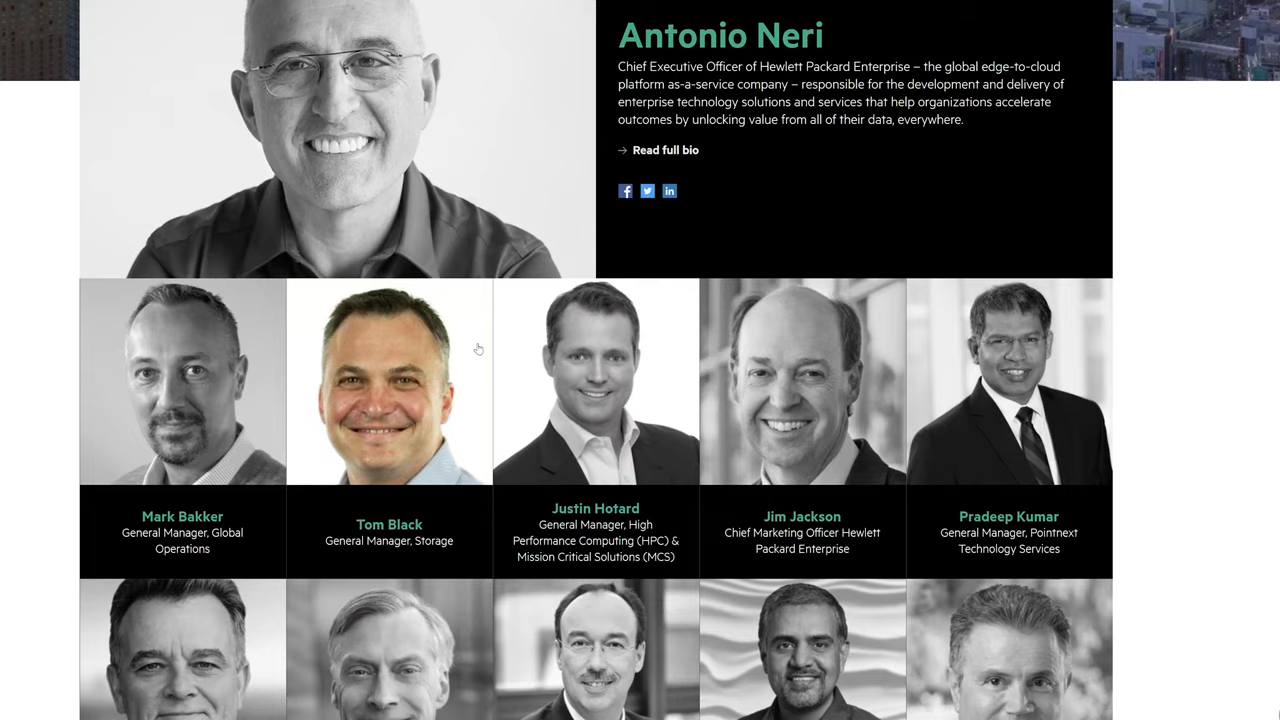 Antonio Neri
Chief Executive Officer of Hewlett Packard Enterprise – the global edge-to-cloud
platform as-a-service company – responsible for the development and delivery of
enterprise technology solutions and services that help organizations accelerate
outcomes by unlocking value from all of their data, everywhere.
→ Read full bio
Mark Bakker
General Manager, Global
Operations
Tom Black
General Manager, Storage
Justin Hotard
General Manager, High
Performance Computing (HPC) &
Mission Critical Solutions (MCS)
Jim Jackson
Chief Marketing Officer Hewlett
Packard Enterprise
Pradeep Kumar
General Manager, Pointnext
Technology Services